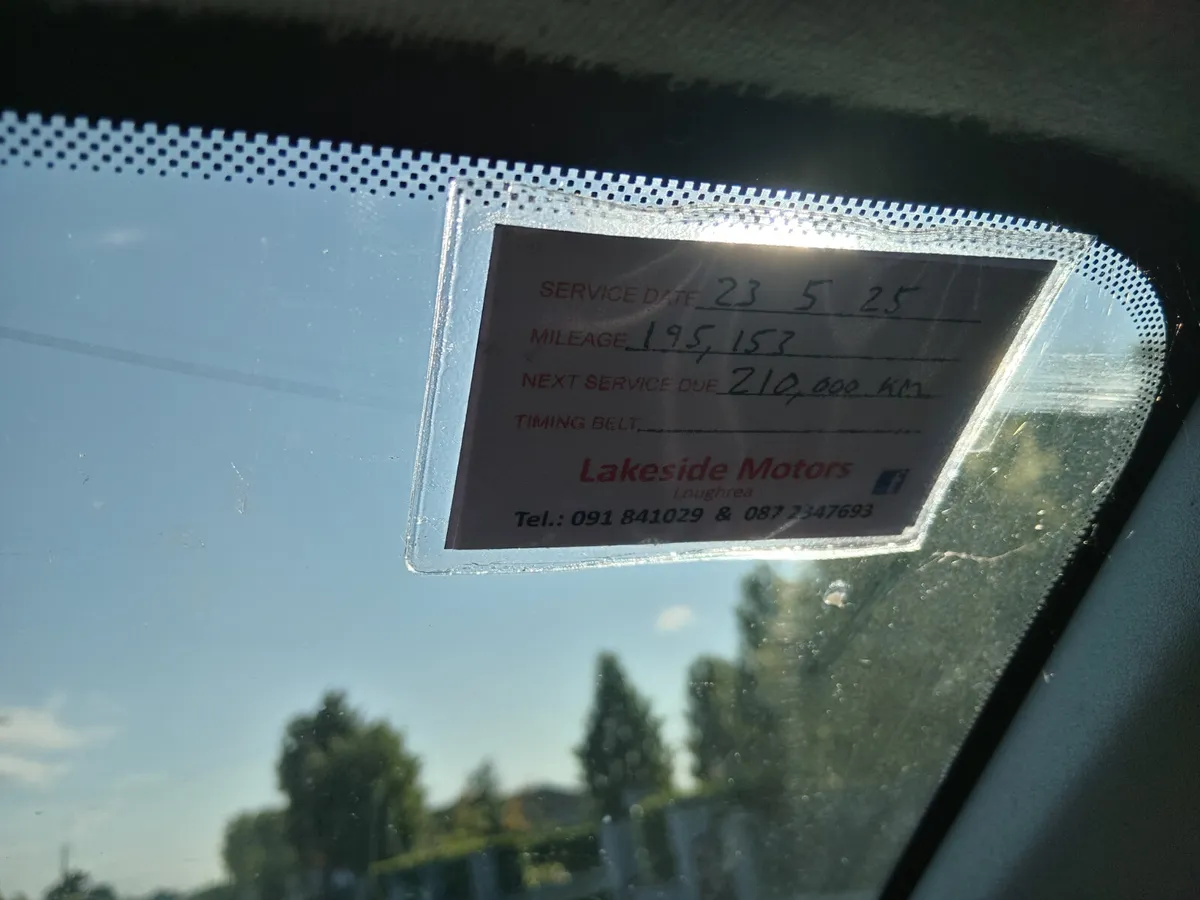 SERVICE DATE 23 5 25
MILEAGE 195,153
NEXT SERVICE DUE 210,000 KM
TIMING BELT
Lakeside Motors
Loughrea
f
Tel.: 091 841029 & 087 2347693